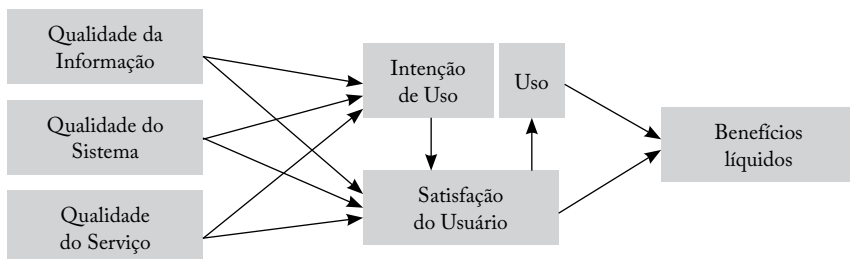 Qualidade da
Informação
Qualidade do
Sistema
Qualidade
do Serviço
Intenção
de Uso
Uso
Satisfação
do Usuário
Benefícios
líquidos